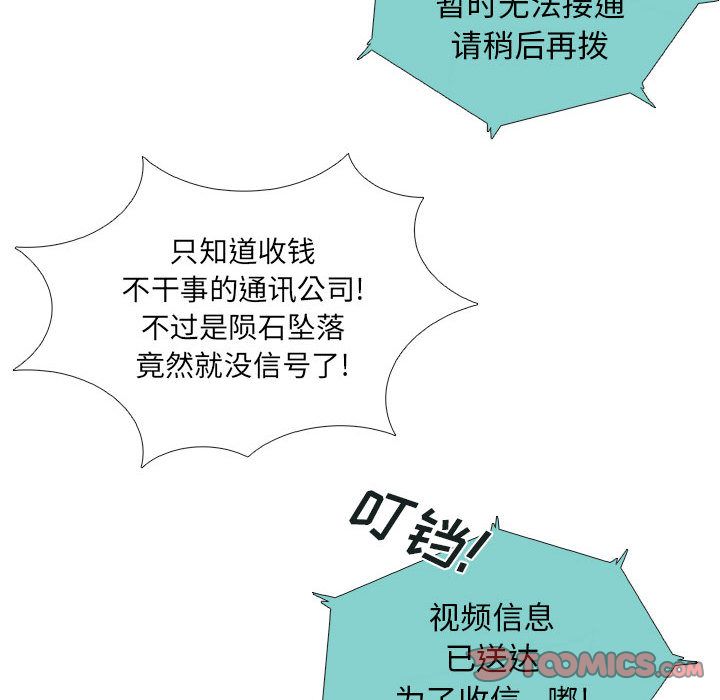 暂时无法接通
请稍后再拨
只知道收钱
不干事的通讯公司!
不过是陨石坠落
竟然就没信号了!
叮铛!
视频信息
已送达
TOOMICS.COM
为了收信 嘟!